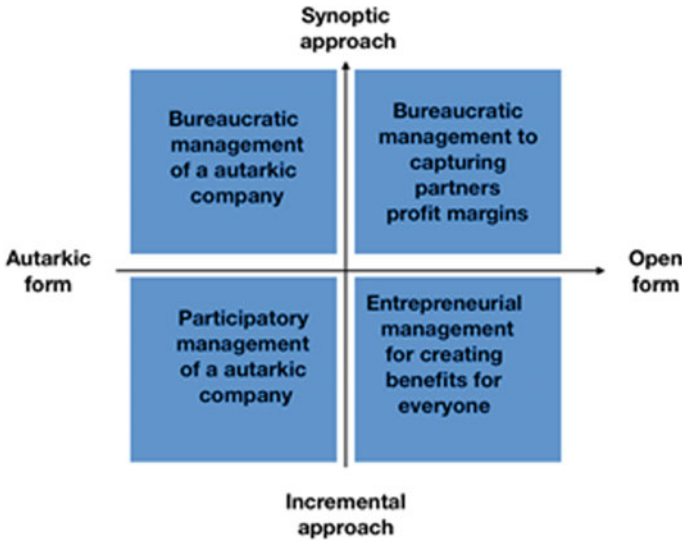 Synoptic
approach
Bureaucratic
management
of a autarkic
company
Bureaucratic
management to
capturing
partners
profit margins
Autarkic
form
Open
form
Participatory
management
of a autarkic
company
Entrepreneurial
management
for creating
benefits for
everyone
Incremental
approach